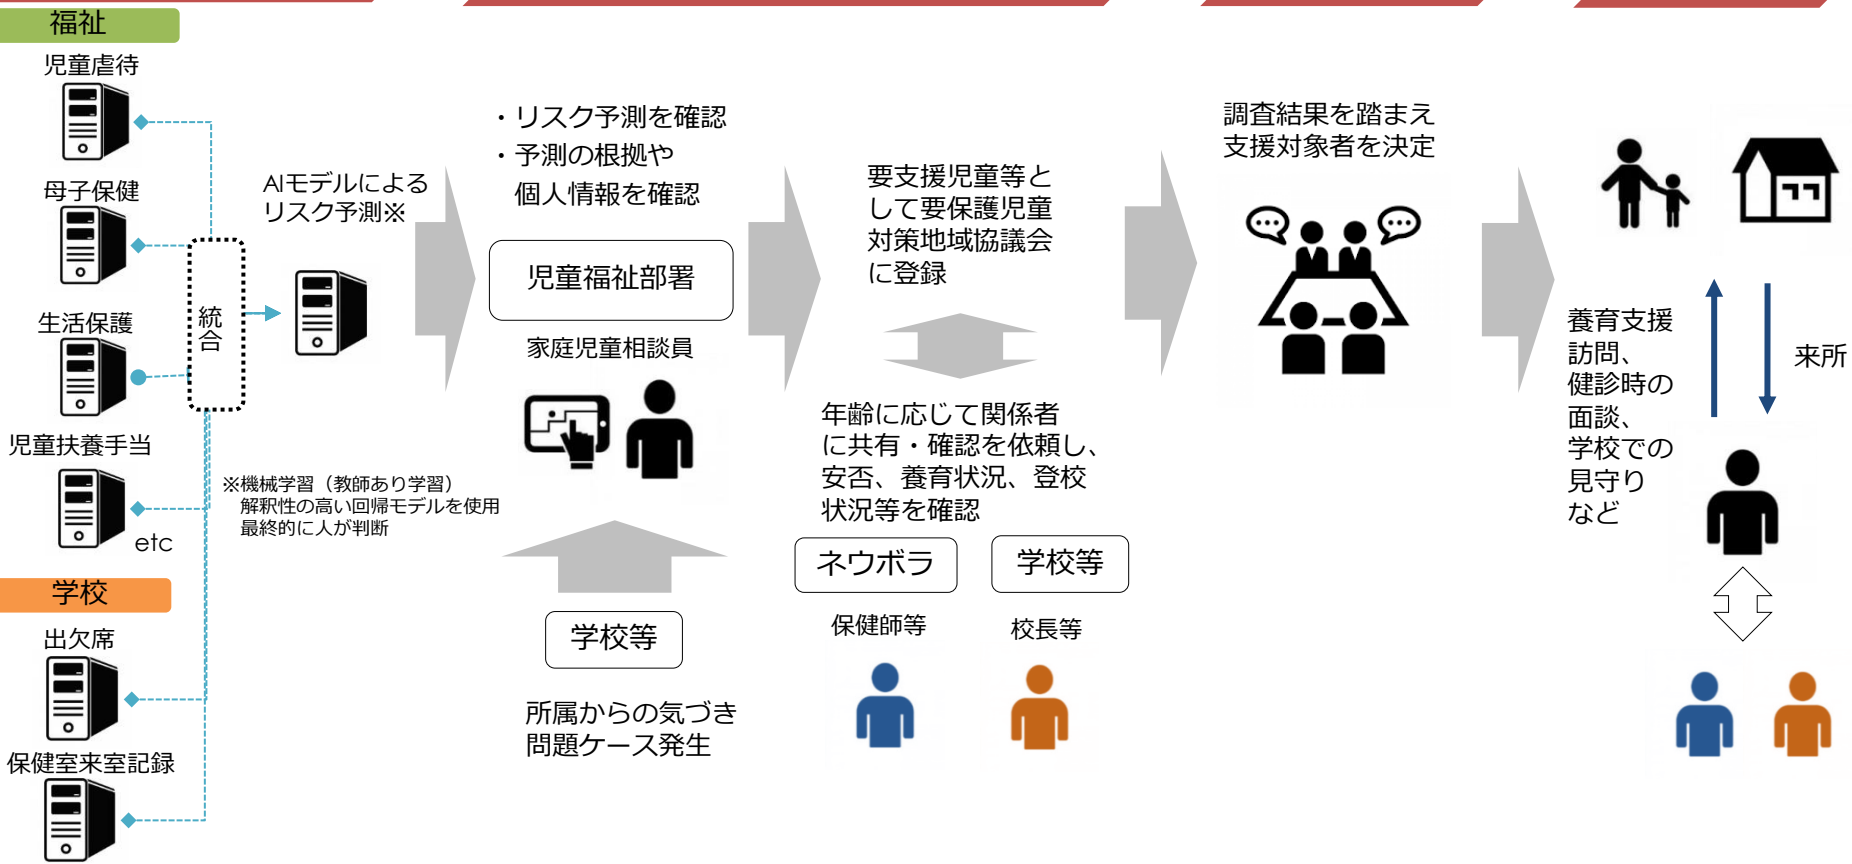 福祉
児童虐待
母子保健
生活保護
児童扶養手当
etc
学校
出欠席
保健室来室記録
統合
AIモデルによる
リスク予測※
※機械学習（教師あり学習）
解釈性の高い回帰モデルを使用
最終的に人が判断
・リスク予測を確認
・予測の根拠や
個人情報を確認
児童福祉部署
家庭児童相談員
学校等
所属からの気づき
問題ケース発生
要支援児童等と
して要保護児童
対策地域協議会
に登録
年齢に応じて関係者
に共有・確認を依頼し、
安否、養育状況、登校
状況等を確認
ネウボラ
学校等
保健師等
校長等
調査結果を踏まえ
支援対象者を決定
養育支援
訪問、
健診時の
面談、
学校での
見守り
など
来所